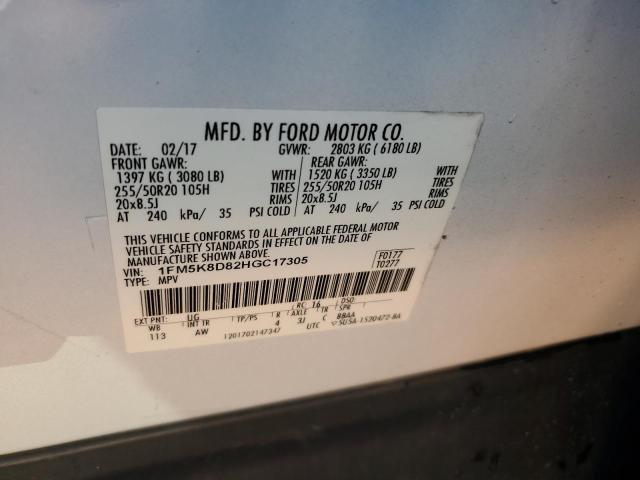 MFD. BY FORD MOTOR CO.
DATE: 02/17 GVWR: 2803 KG ( 6180 LB)
FRONT GAWR: REAR GAWR:
1397 KG ( 3080 LB) WITH 1520 KG ( 3350 LB) WITH
255/50R20 105H TIRES 255/50R20 105H TIRES
20x8.5J RIMS 20x8.5J RIMS
AT 240 kPa/ 35 PSI COLD AT 240 kPa/ 35 PSI COLD
THIS VEHICLE CONFORMS TO ALL APPLICABLE FEDERAL MOTOR
VEHICLE SAFETY STANDARDS IN EFFECT ON THE DATE OF
MANUFACTURE SHOWN ABOVE.
VIN: 1FM5K8D82HGC17305 F0177
TYPE: MPV T0277
EXT PNT: UG RC: 16 DSO:
WB INT TR TP/PS R AXLE TR SPR
113 AW 4 3J C BBAA
1201702147347 UTC 5U5A-1520472-BA